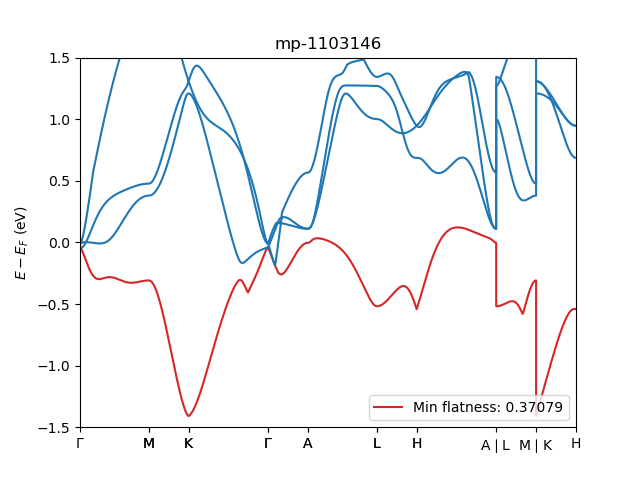 mp-1103146
E − E_F (eV)
1.5
1.0
0.5
0.0
−0.5
−1.0
−1.5
Min flatness: 0.37079
Γ M K Γ A L H A | L M | K H